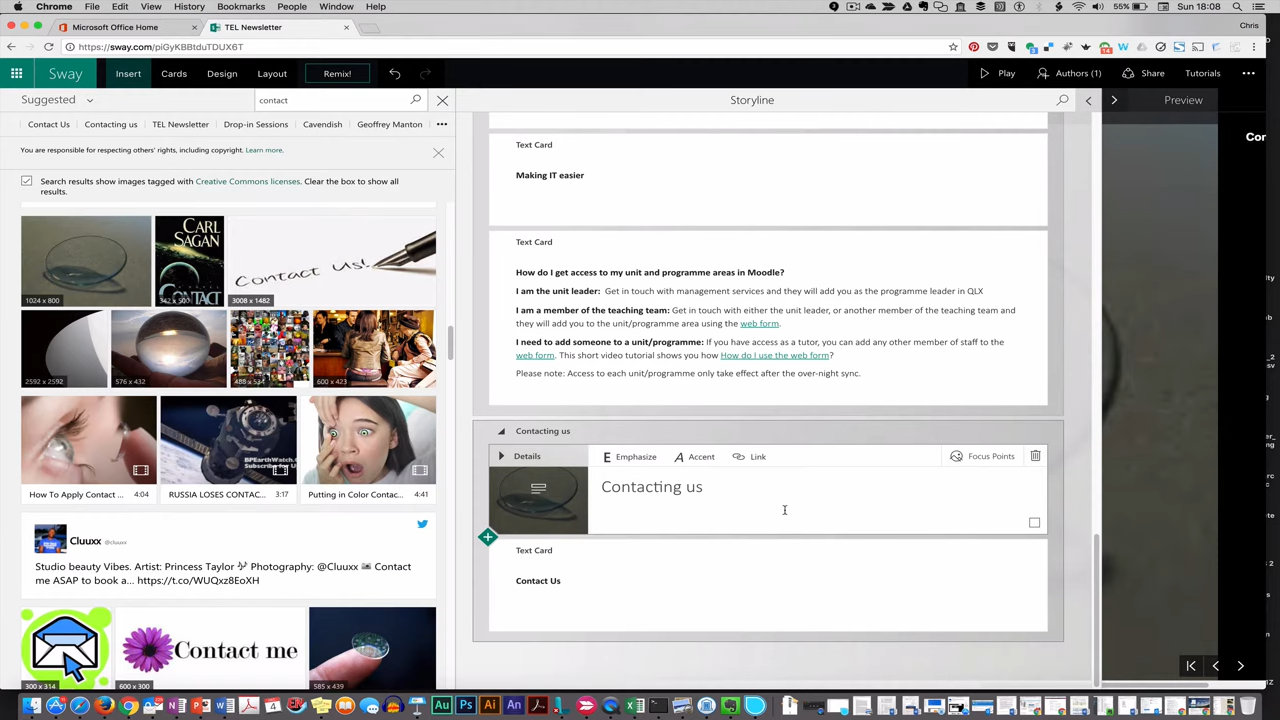 Chrome File Edit View History Bookmarks People Window Help 55% Sun 18:08
Microsoft Office Home × TEL Newsletter × Chris
https://sway.com/piGyKBBtduTDUX6T
Sway Insert Cards Design Layout Remix! Play Authors (1) Share Tutorials
Suggested contact Storyline Preview
Contact Us Contacting us TEL Newsletter Drop-in Sessions Cavendish Geoffrey Manton
You are responsible for respecting others' rights, including copyright. Learn more.
Search results show images tagged with Creative Commons licenses. Clear the box to show all
results.
CARL
SAGAN
CONTACT
Contact Us!
1024 x 800
342 x 500
3008 x 1482
2592 x 2592
576 x 432
488 x 534
600 x 423
How To Apply Contact ... 4:04
RUSSIA LOSES CONTAC... 3:17
Putting in Color Contac... 4:41
Cluuxx @cluuxx
Studio beauty Vibes. Artist: Princess Taylor Photography: @Cluuxx Contact
me ASAP to book a... https://t.co/WUQxz8EoXH
Contact me
300 x 314
600 x 300
585 x 439
Text Card
Making IT easier
Text Card
How do I get access to my unit and programme areas in Moodle?
I am the unit leader: Get in touch with management services and they will add you as the programme leader in QLX
I am a member of the teaching team: Get in touch with either the unit leader, or another member of the teaching team and
they will add you to the unit/programme area using the web form.
I need to add someone to a unit/programme: If you have access as a tutor, you can add any other member of staff to the
web form. This short video tutorial shows you how How do I use the web form?
Please note: Access to each unit/programme only take effect after the over-night sync.
Contacting us
Details E Emphasize A Accent Link Focus Points
Contacting us
Text Card
Contact Us
Con